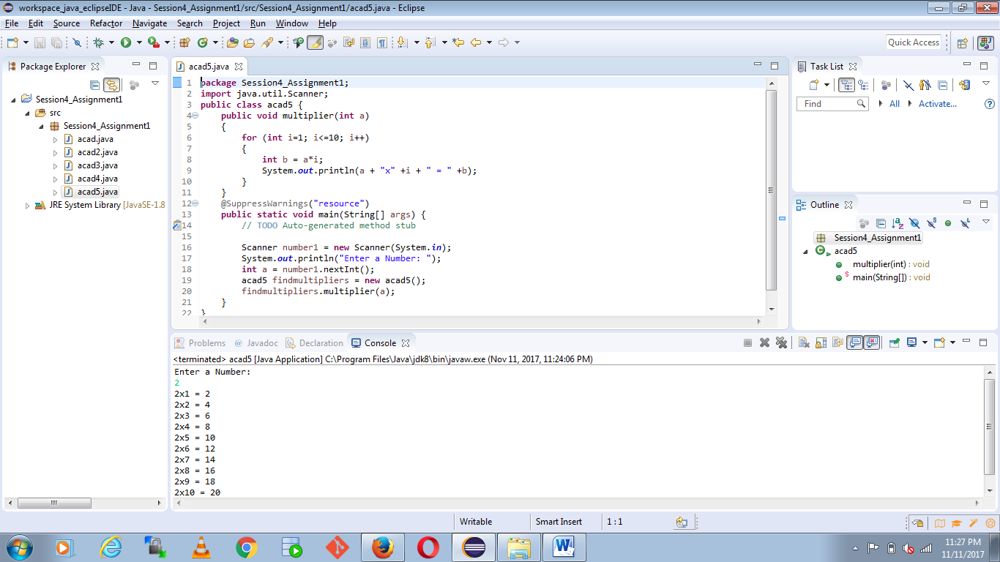 workspace_java_eclipseIDE - Java - Session4_Assignment1/src/Session4_Assignment1/acad5.java - Eclipse
File Edit Source Refactor Navigate Search Project Run Window Help
Quick Access
Package Explorer
Session4_Assignment1
src
Session4_Assignment1
acad.java
acad2.java
acad3.java
acad4.java
acad5.java
JRE System Library [JavaSE-1.8
acad5.java
1 package Session4_Assignment1;
2 import java.util.Scanner;
3 public class acad5 {
4 public void multiplier(int a)
5 {
6 for (int i=1; i<=10; i++)
7 {
8 int b = a*i;
9 System.out.println(a + "x" +i + " = " +b);
10 }
11 }
12 @SuppressWarnings("resource")
13 public static void main(String[] args) {
14 // TODO Auto-generated method stub
15
16 Scanner number1 = new Scanner(System.in);
17 System.out.println("Enter a Number: ");
18 int a = number1.nextInt();
19 acad5 findmultipliers = new acad5();
20 findmultipliers.multiplier(a);
21 }
22 }
Task List
Find All Activate...
Outline
Session4_Assignment1
acad5
multiplier(int) : void
main(String[]) : void
Problems @ Javadoc Declaration Console
<terminated> acad5 [Java Application] C:\Program Files\Java\jdk8\bin\javaw.exe (Nov 11, 2017, 11:24:06 PM)
Enter a Number:
2
2x1 = 2
2x2 = 4
2x3 = 6
2x4 = 8
2x5 = 10
2x6 = 12
2x7 = 14
2x8 = 16
2x9 = 18
2x10 = 20
Writable Smart Insert 1 : 1
11:27 PM
11/11/2017